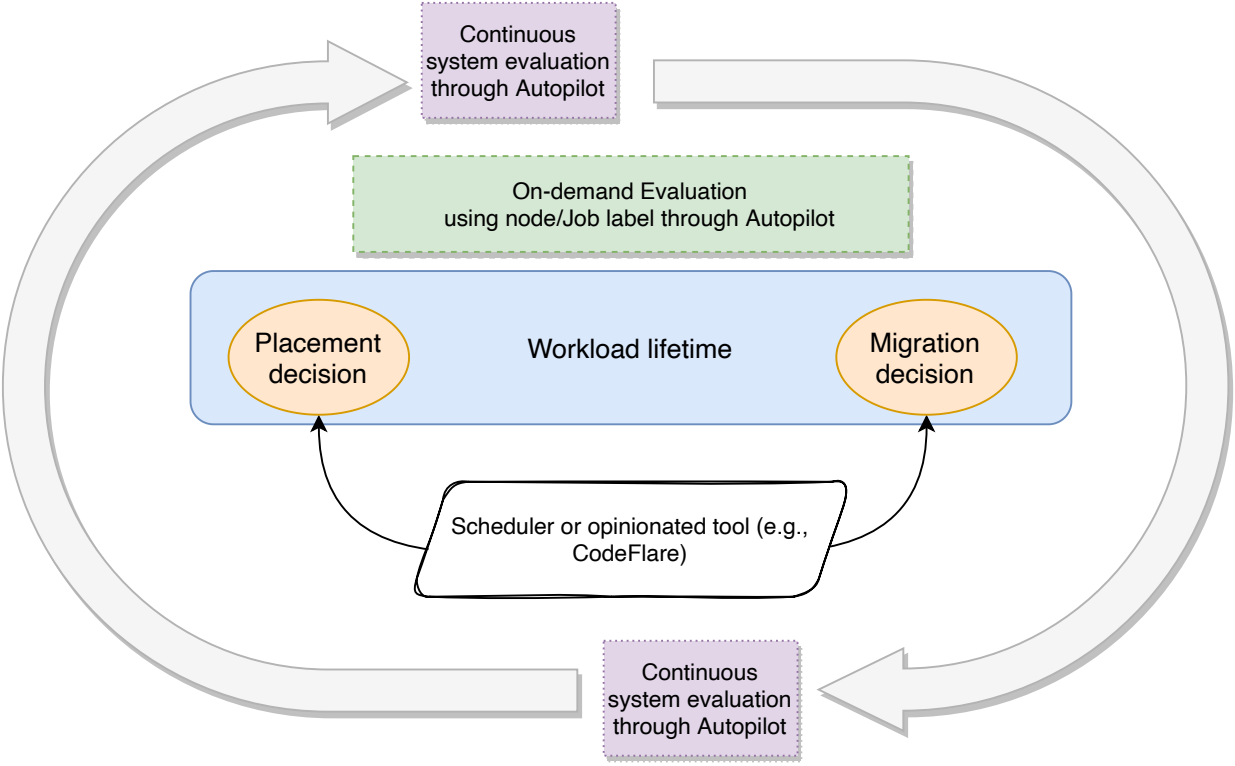 Continuous
system evaluation
through Autopilot
On-demand Evaluation
using node/Job label through Autopilot
Placement
decision
Workload lifetime
Migration
decision
Scheduler or opinionated tool (e.g.,
CodeFlare)
Continuous
system evaluation
through Autopilot